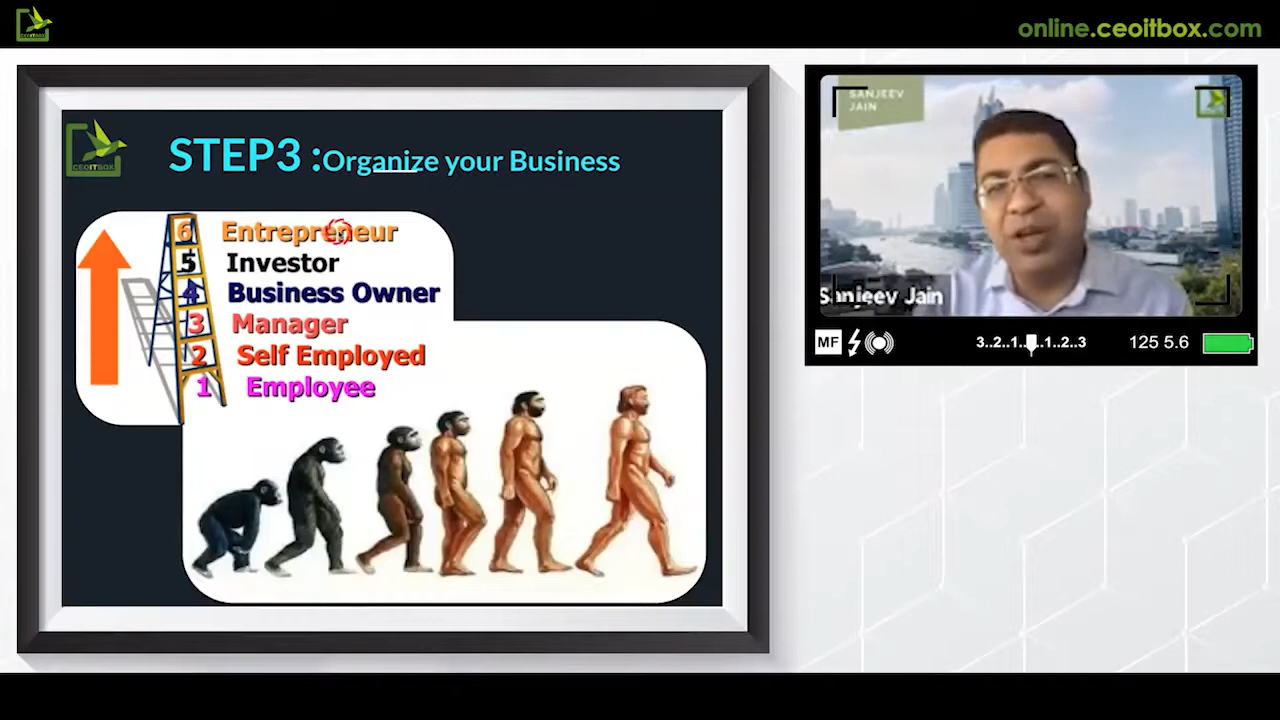 online.ceoitbox.com
CEOITBOX
STEP3 :Organize your Business
6 Entrepreneur
5 Investor
4 Business Owner
3 Manager
2 Self Employed
1 Employee
SANJEEV
JAIN
Sanjeev Jain
MF
3..2..1..
..1..2..3
125 5.6